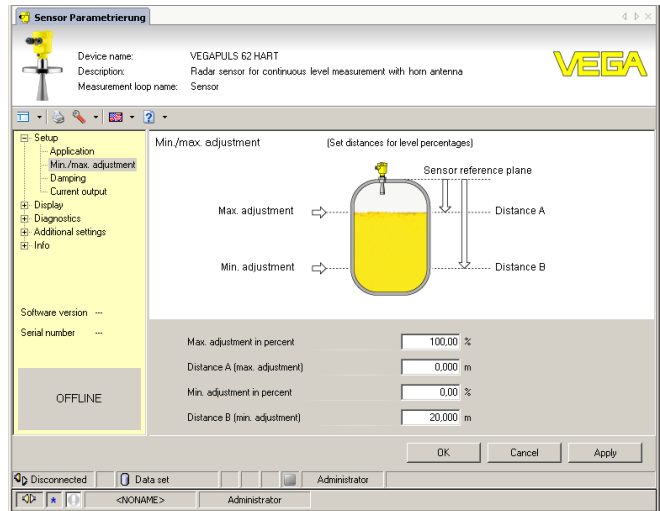 Sensor Parametrierung
Device name: VEGAPULS 62 HART
Description: Radar sensor for continuous level measurement with horn antenna
Measurement loop name: Sensor
VEGA
Setup
Application
Min./max. adjustment
Damping
Current output
Display
Diagnostics
Additional settings
Info
Software version ---
Serial number ---
OFFLINE
Min./max. adjustment (Set distances for level percentages)
Sensor reference plane
Max. adjustment
Distance A
Min. adjustment
Distance B
Max. adjustment in percent 100,00 %
Distance A (max. adjustment) 0,000 m
Min. adjustment in percent 0,00 %
Distance B (min. adjustment) 20,000 m
OK Cancel Apply
Disconnected Data set Administrator
<NONAME> Administrator